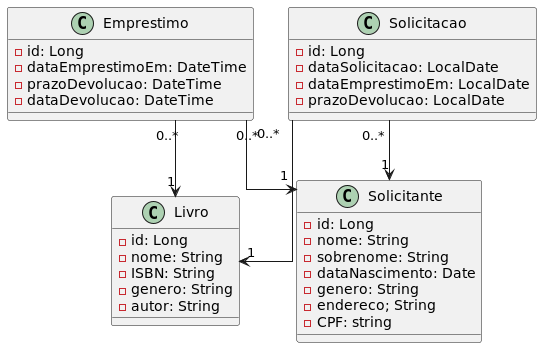 C Emprestimo
id: Long
dataEmprestimoEm: DateTime
prazoDevolucao: DateTime
dataDevolucao: DateTime
C Solicitacao
id: Long
dataSolicitacao: LocalDate
dataEmprestimoEm: LocalDate
prazoDevolucao: LocalDate
0..*
0..*
0..*
0..*
1
1
1
1
C Livro
id: Long
nome: String
ISBN: String
genero: String
autor: String
C Solicitante
id: Long
nome: String
sobrenome: String
dataNascimento: Date
genero: String
endereco; String
CPF: string